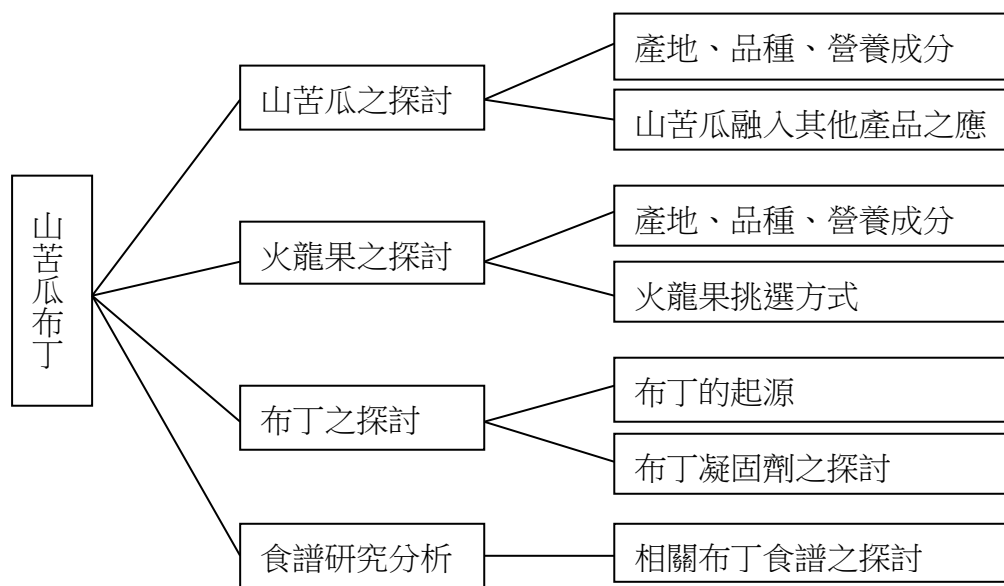 山苦瓜布丁
山苦瓜之探討
產地、品種、營養成分
山苦瓜融入其他產品之應
火龍果之探討
產地、品種、營養成分
火龍果挑選方式
布丁之探討
布丁的起源
布丁凝固劑之探討
食譜研究分析
相關布丁食譜之探討